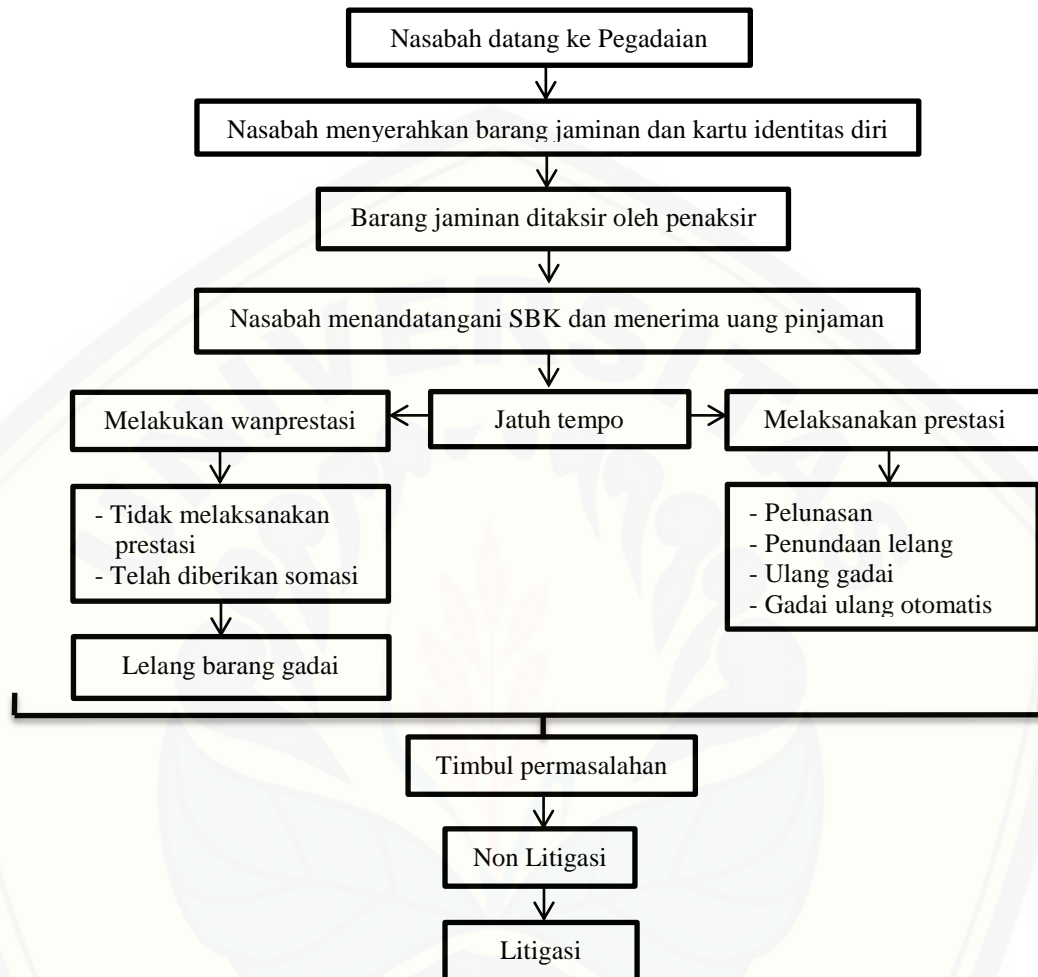 Nasabah datang ke Pegadaian
Nasabah menyerahkan barang jaminan dan kartu identitas diri
Barang jaminan ditaksir oleh penaksir
Nasabah menandatangani SBK dan menerima uang pinjaman
Melakukan wanprestasi
Jatuh tempo
Melaksanakan prestasi
- Tidak melaksanakan
prestasi
- Telah diberikan somasi
- Pelunasan
- Penundaan lelang
- Ulang gadai
- Gadai ulang otomatis
Lelang barang gadai
Timbul permasalahan
Non Litigasi
Litigasi
UNIVERSITAS